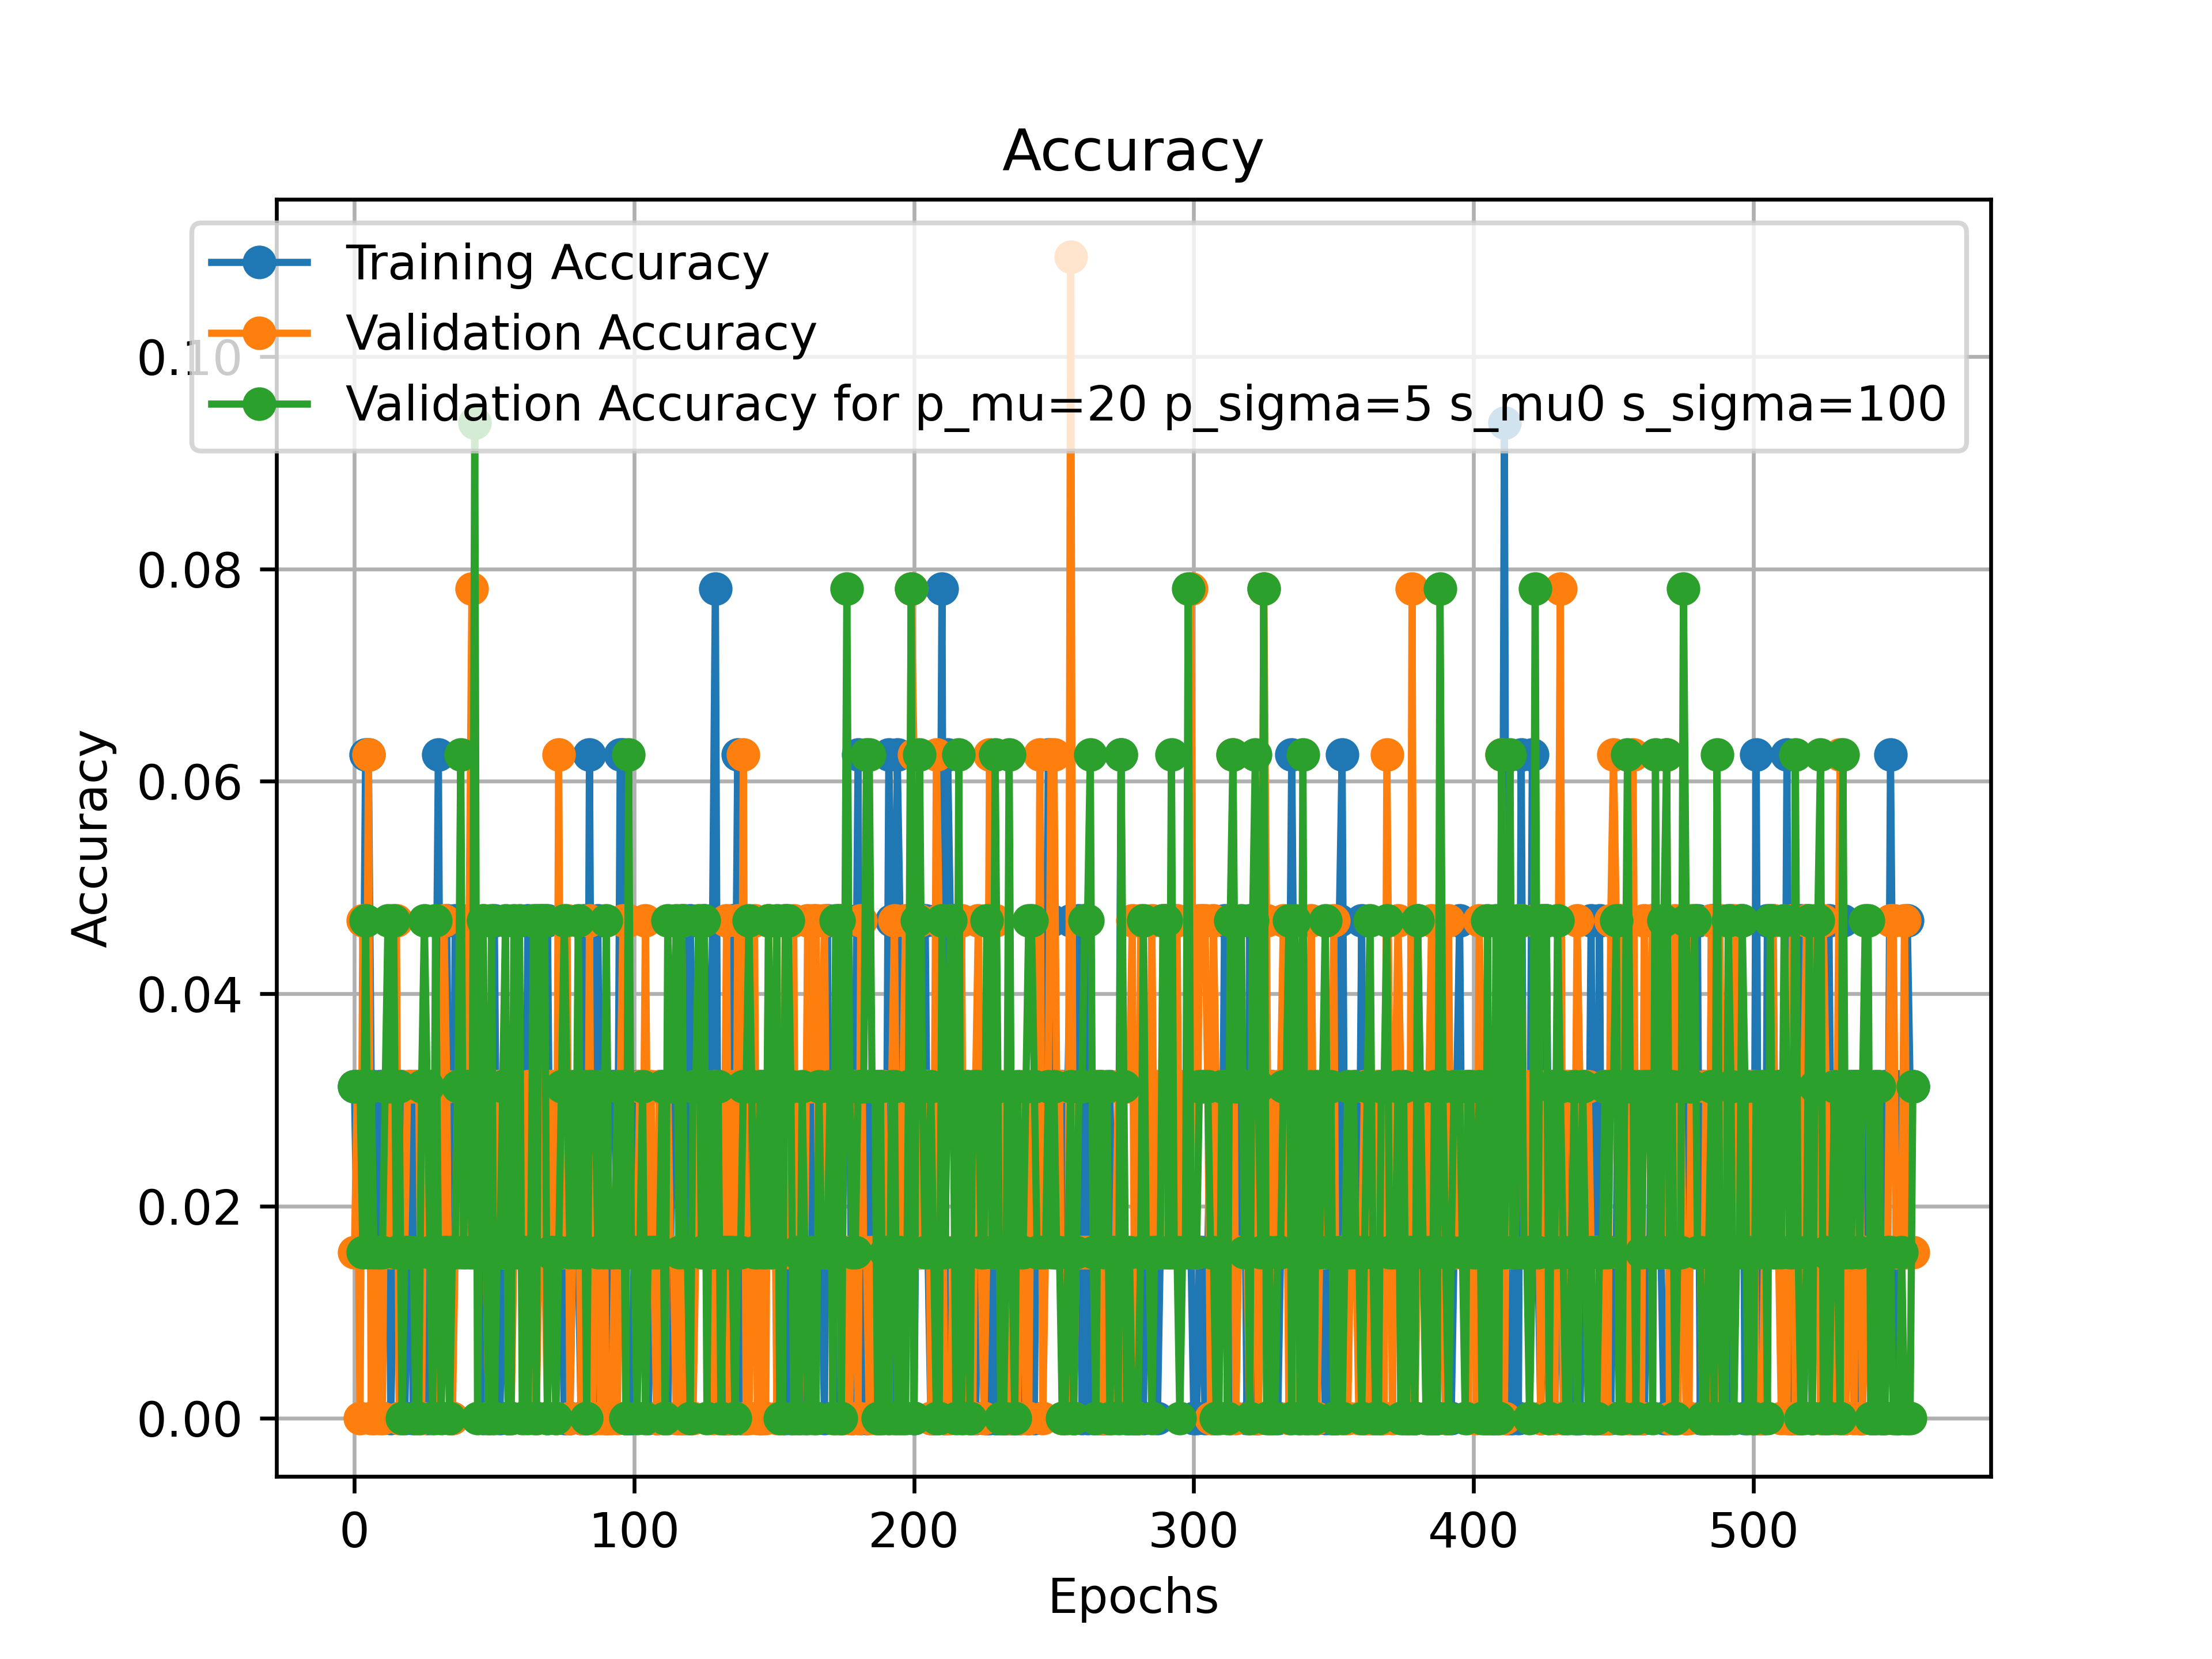 Accuracy
Training Accuracy
Validation Accuracy
Validation Accuracy for p_mu=20 p_sigma=5 s_mu0 s_sigma=100
0.10
0.08
0.06
0.04
0.02
0.00
Accuracy
0 100 200 300 400 500
Epochs